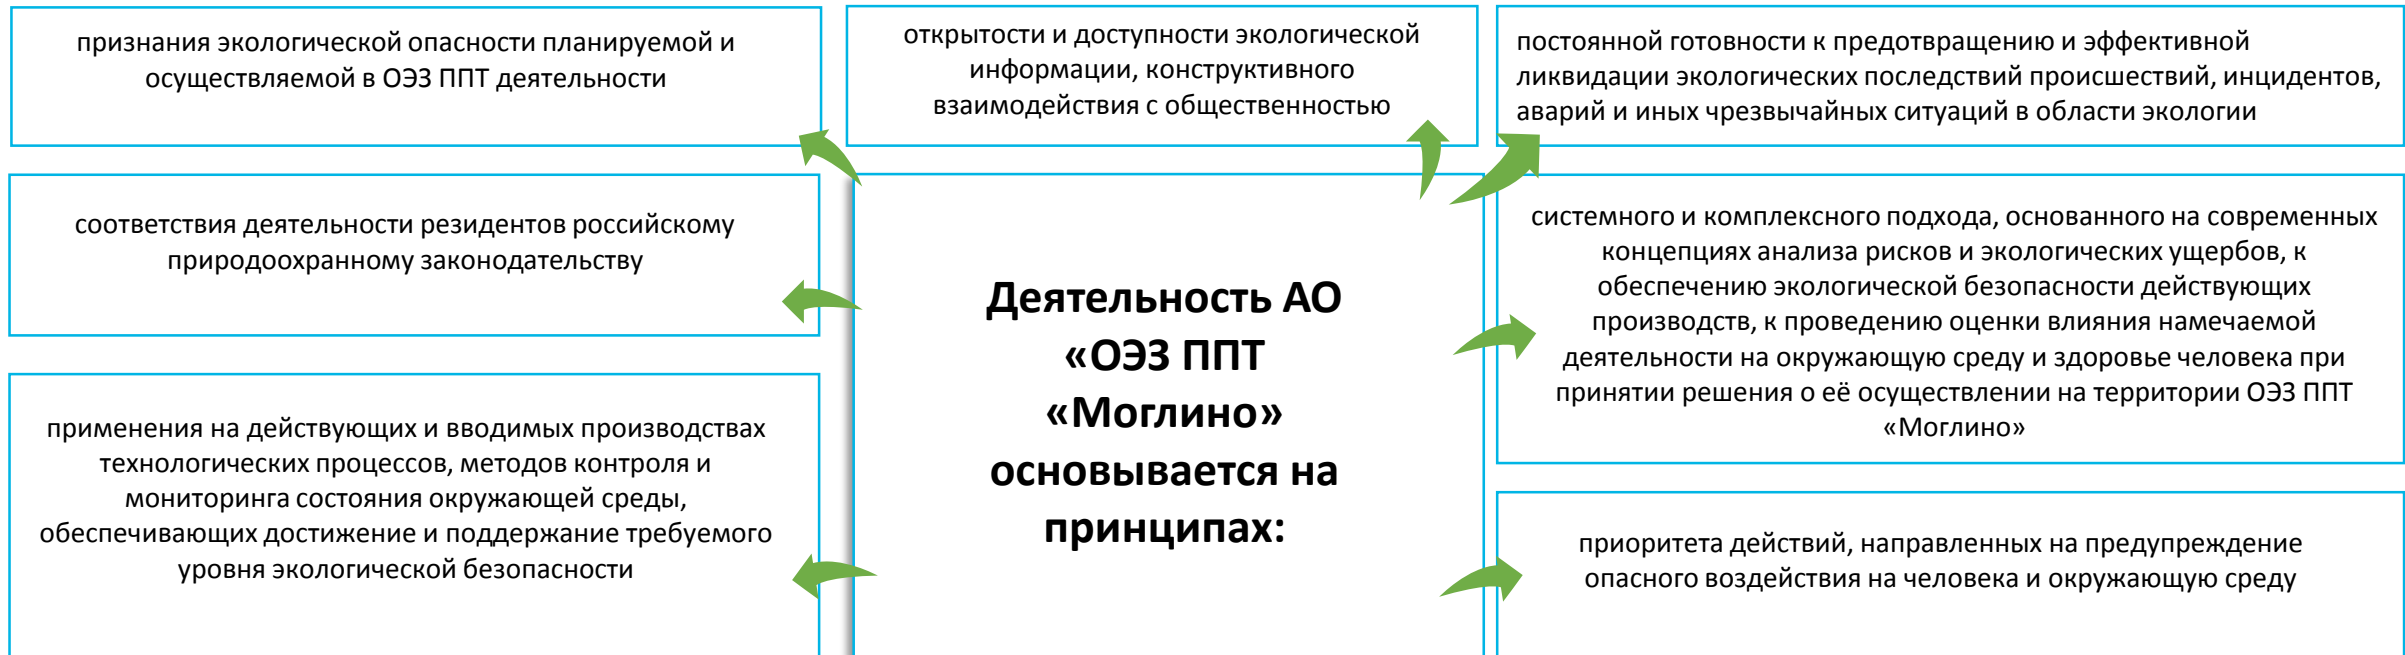 признания экологической опасности планируемой и
осуществляемой в ОЭЗ ППТ деятельности
открытости и доступности экологической
информации, конструктивного
взаимодействия с общественностью
постоянной готовности к предотвращению и эффективной
ликвидации экологических последствий происшествий, инцидентов,
аварий и иных чрезвычайных ситуаций в области экологии
соответствия деятельности резидентов российскому
природоохранному законодательству
применения на действующих и вводимых производствах
технологических процессов, методов контроля и
мониторинга состояния окружающей среды,
обеспечивающих достижение и поддержание требуемого
уровня экологической безопасности
Деятельность АО
«ОЭЗ ППТ
«Моглино»
основывается на
принципах:
системного и комплексного подхода, основанного на современных
концепциях анализа рисков и экологических ущербов, к
обеспечению экологической безопасности действующих
производств, к проведению оценки влияния намечаемой
деятельности на окружающую среду и здоровье человека при
принятии решения о её осуществлении на территории ОЭЗ ППТ
«Моглино»
приоритета действий, направленных на предупреждение
опасного воздействия на человека и окружающую среду